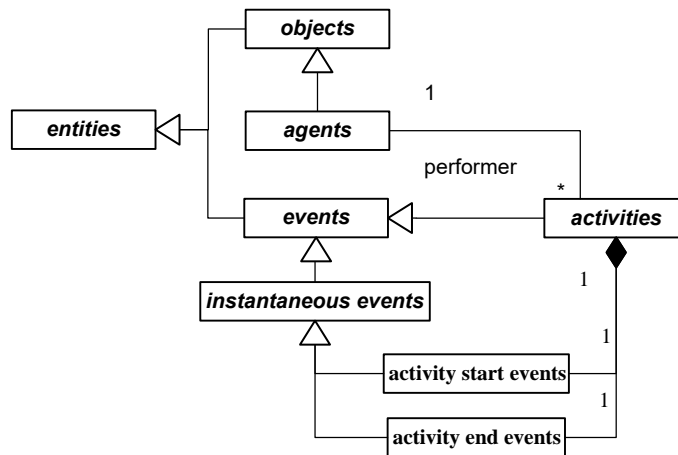 objects
1
entities
agents
performer
*
events
activities
1
instantaneous events
1
activity start events
1
activity end events